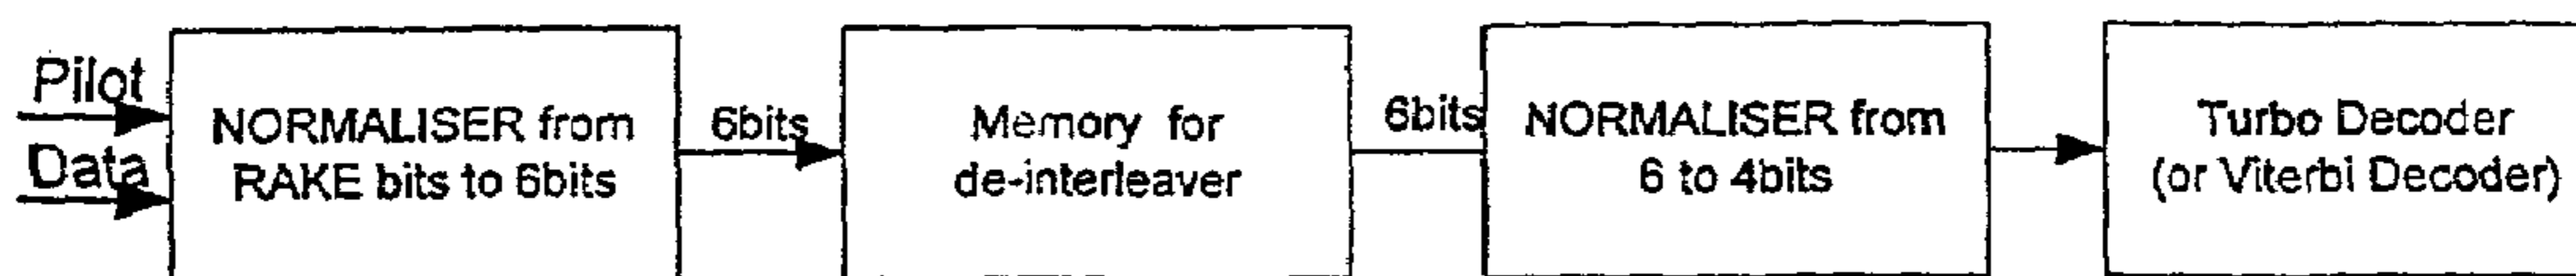 Pilot
Data
NORMALISER from
RAKE bits to 6bits
6bits
Memory for
de-interleaver
6bits
NORMALISER from
6 to 4bits
Turbo Decoder
(or Viterbi Decoder)